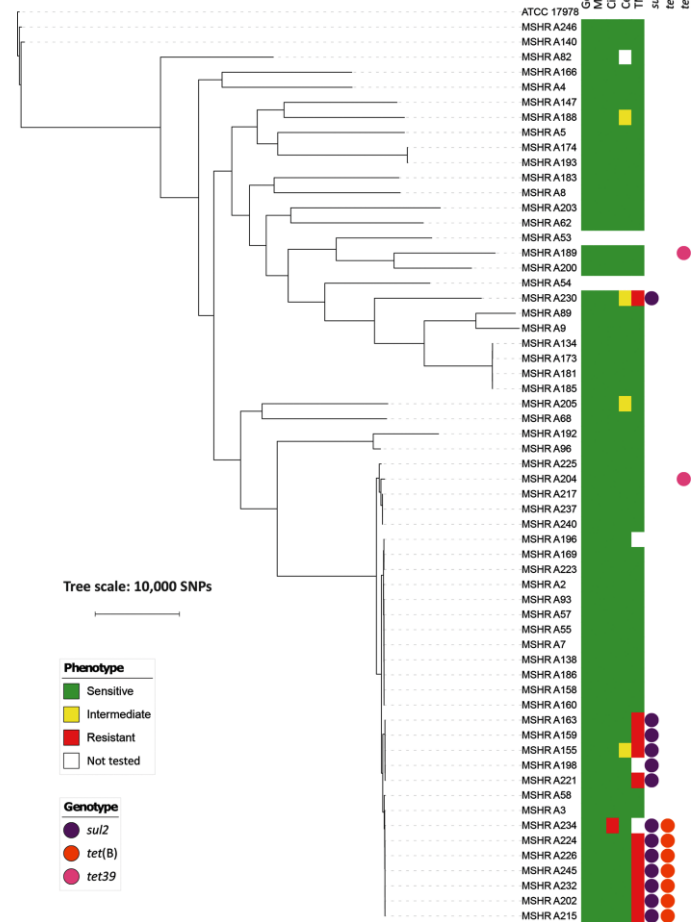 ATCC 17978
MSHR A246
MSHR A140
MSHR A82
MSHR A166
MSHR A4
MSHR A147
MSHR A188
MSHR A5
MSHR A174
MSHR A193
MSHR A183
MSHR A8
MSHR A203
MSHR A62
MSHR A53
MSHR A189
MSHR A200
MSHR A54
MSHR A230
MSHR A89
MSHR A9
MSHR A134
MSHR A173
MSHR A181
MSHR A185
MSHR A205
MSHR A68
MSHR A192
MSHR A96
MSHR A225
MSHR A204
MSHR A217
MSHR A237
MSHR A240
MSHR A196
MSHR A169
MSHR A223
MSHR A2
MSHR A93
MSHR A57
MSHR A55
MSHR A7
MSHR A138
MSHR A186
MSHR A158
MSHR A160
MSHR A163
MSHR A159
MSHR A155
MSHR A198
MSHR A221
MSHR A58
MSHR A3
MSHR A234
MSHR A224
MSHR A226
MSHR A245
MSHR A232
MSHR A202
MSHR A215
Tree scale: 10,000 SNPs
Phenotype
Sensitive
Intermediate
Resistant
Not tested
Genotype
sul2
tet(B)
tet39